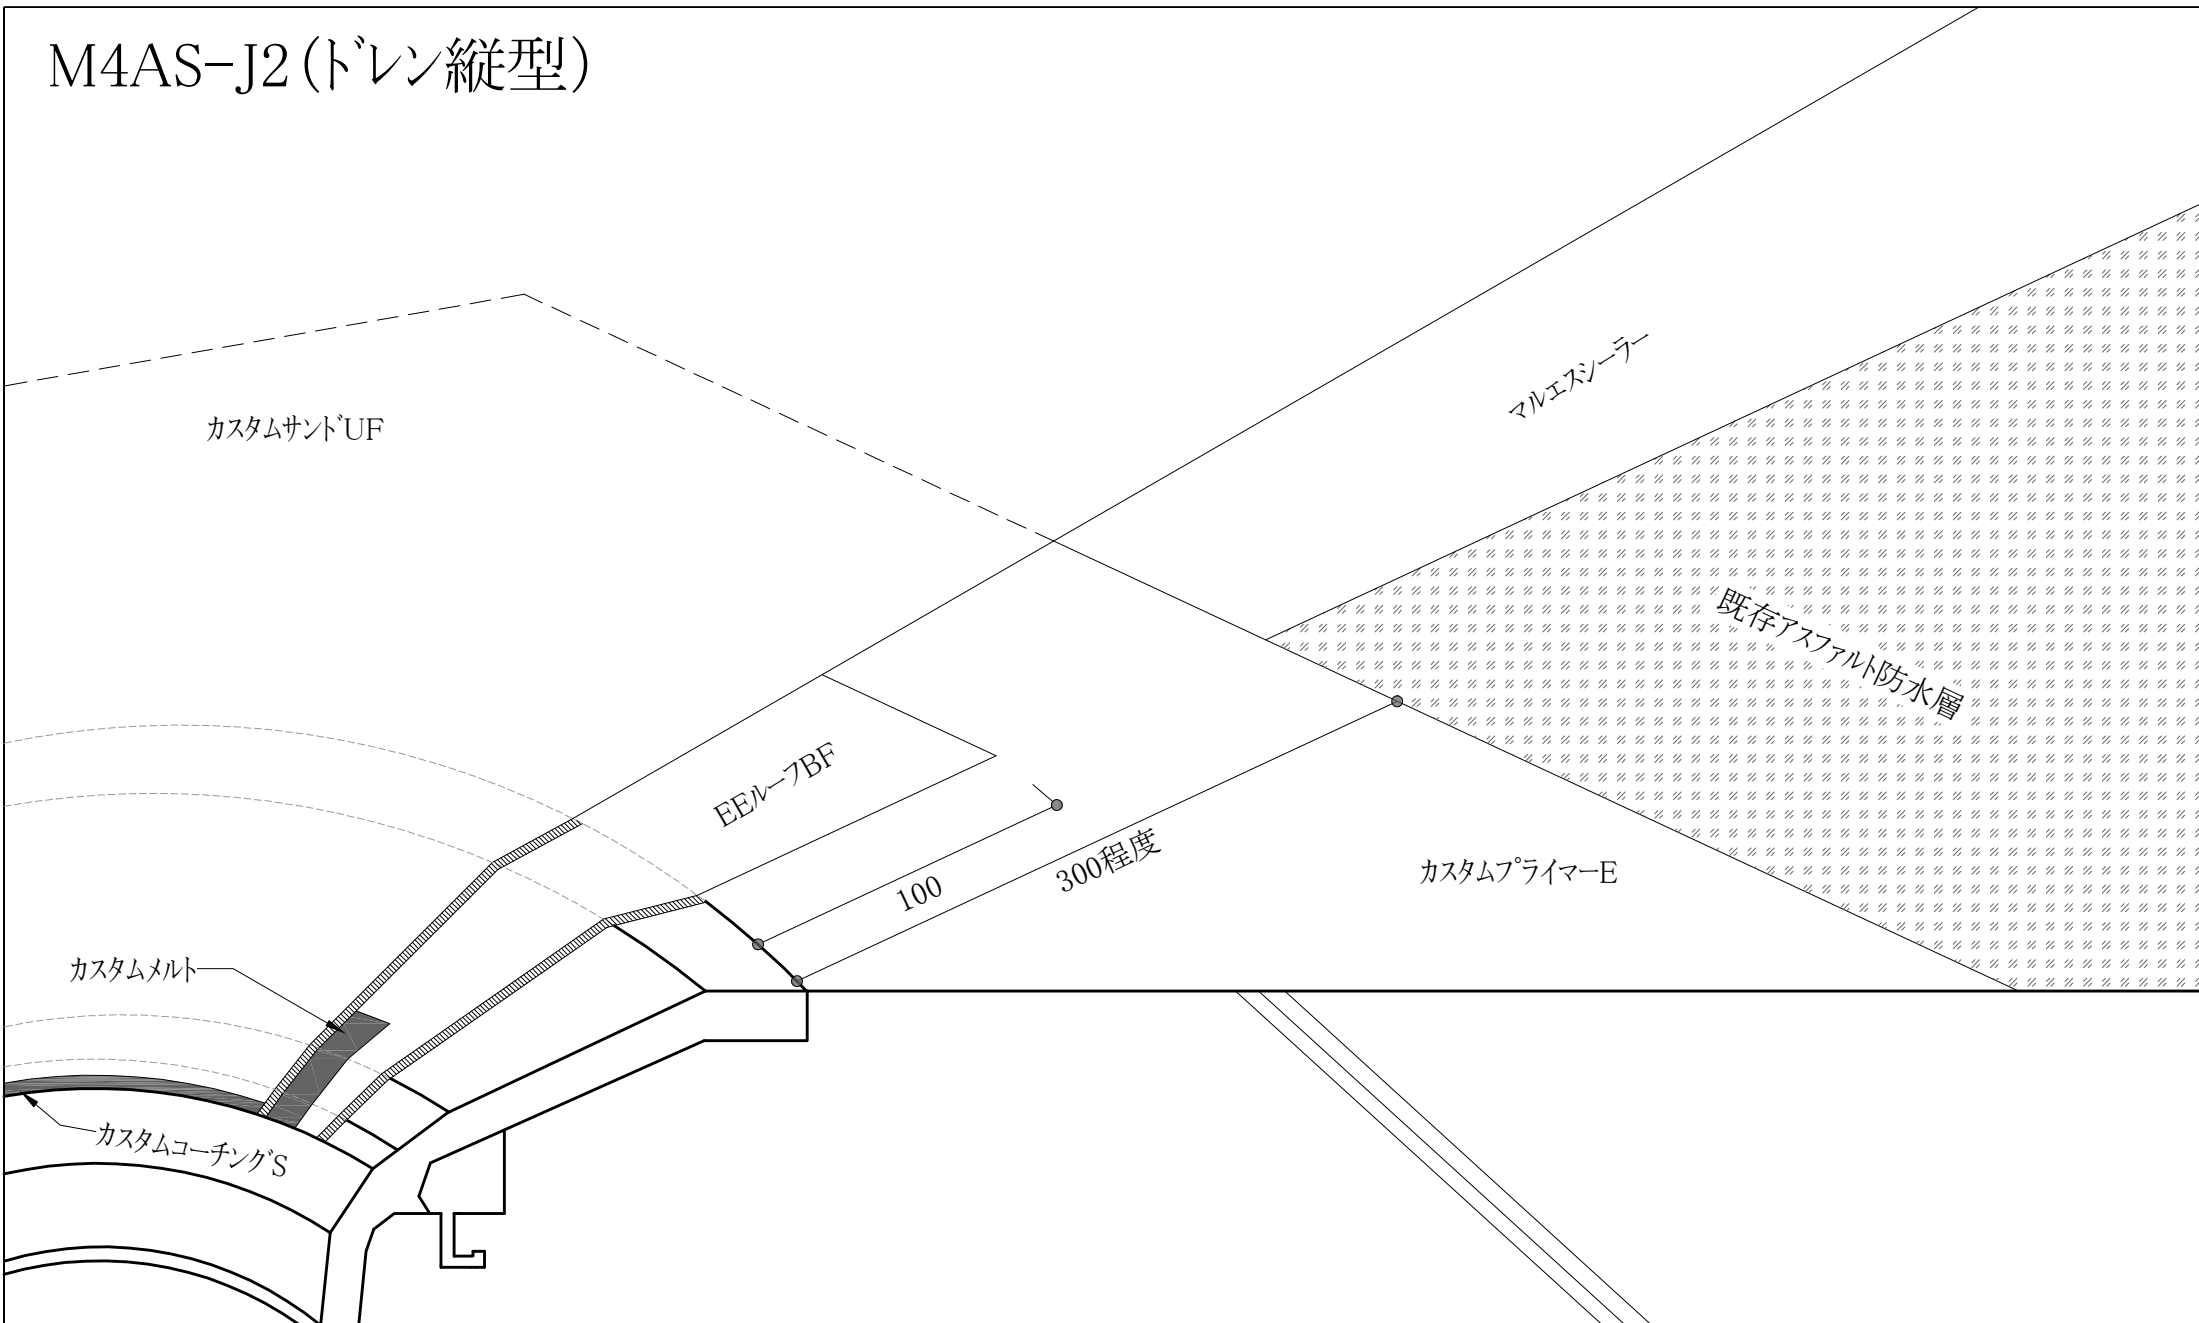 M4AS-J2(ドレン縦型)
マルエスシーラー
カスタムサンドUF
既存アスファルト防水層
EEルーフBF
300程度
100
カスタムプライマーE
カスタムメルト
カスタムコーチングS